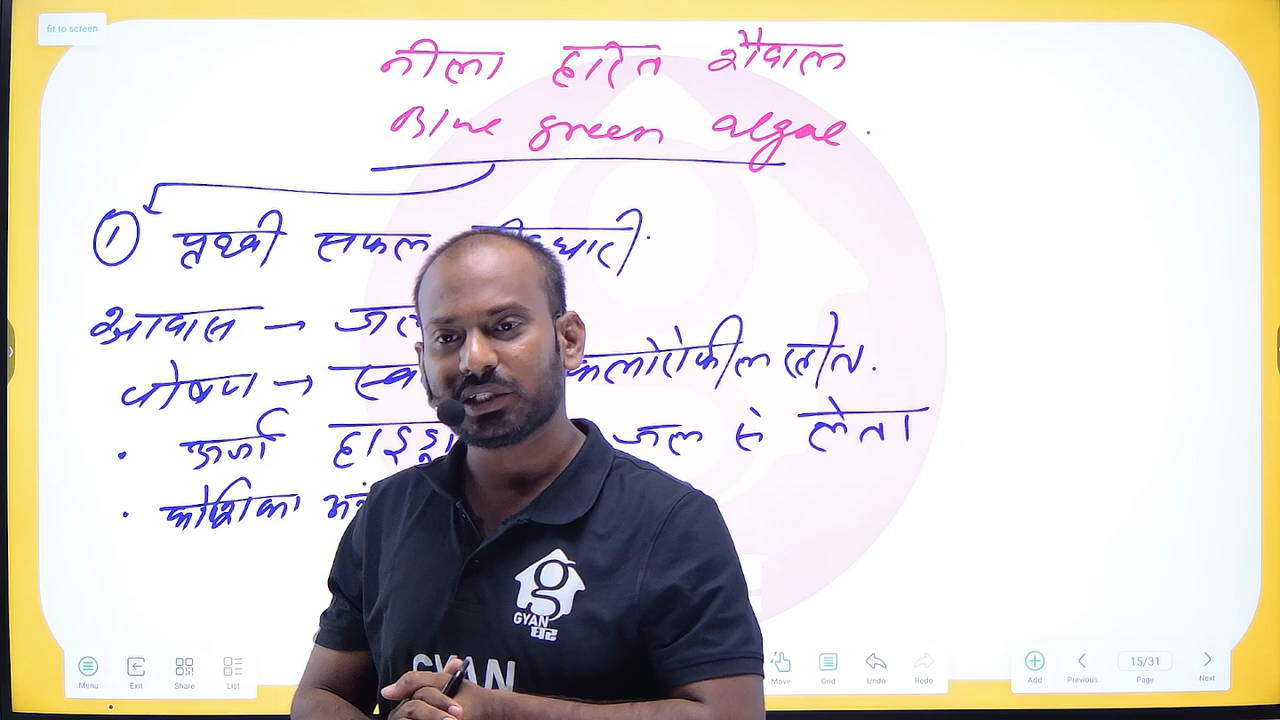 fit to screen
नीला हरित शैवाल
Blue green algae.
① पृथ्वी सफल धारी.
आवास → जल
पोषण → स्व क्लोरोफील हीन.
· ऊर्जा हाइड्रो जल से लेता
· कोशिका
GYAN
घर
GYAN
Menu Exit Share List Move Grid Undo Redo Add Previous 15/31 Page Next